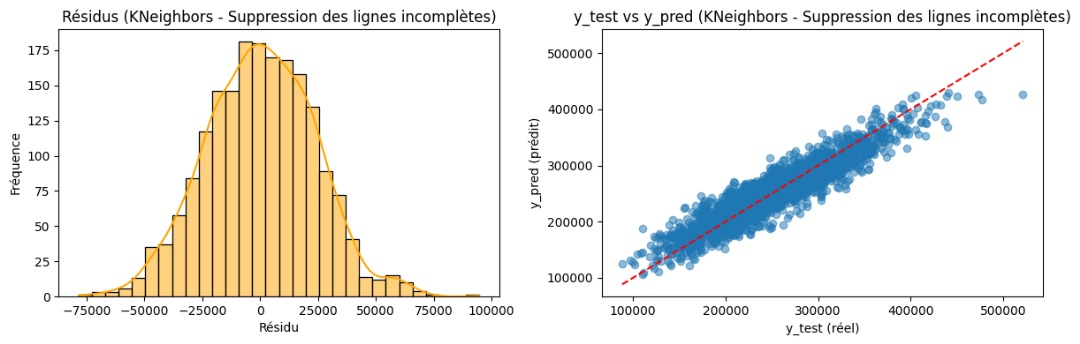 Résidus (KNeighbors - Suppression des lignes incomplètes)
175
150
125
100
75
50
25
0
Fréquence
−75000 −50000 −25000 0 25000 50000 75000 100000
Résidu
y_test vs y_pred (KNeighbors - Suppression des lignes incomplètes)
500000
400000
300000
200000
100000
y_pred (prédit)
100000 200000 300000 400000 500000
y_test (réel)